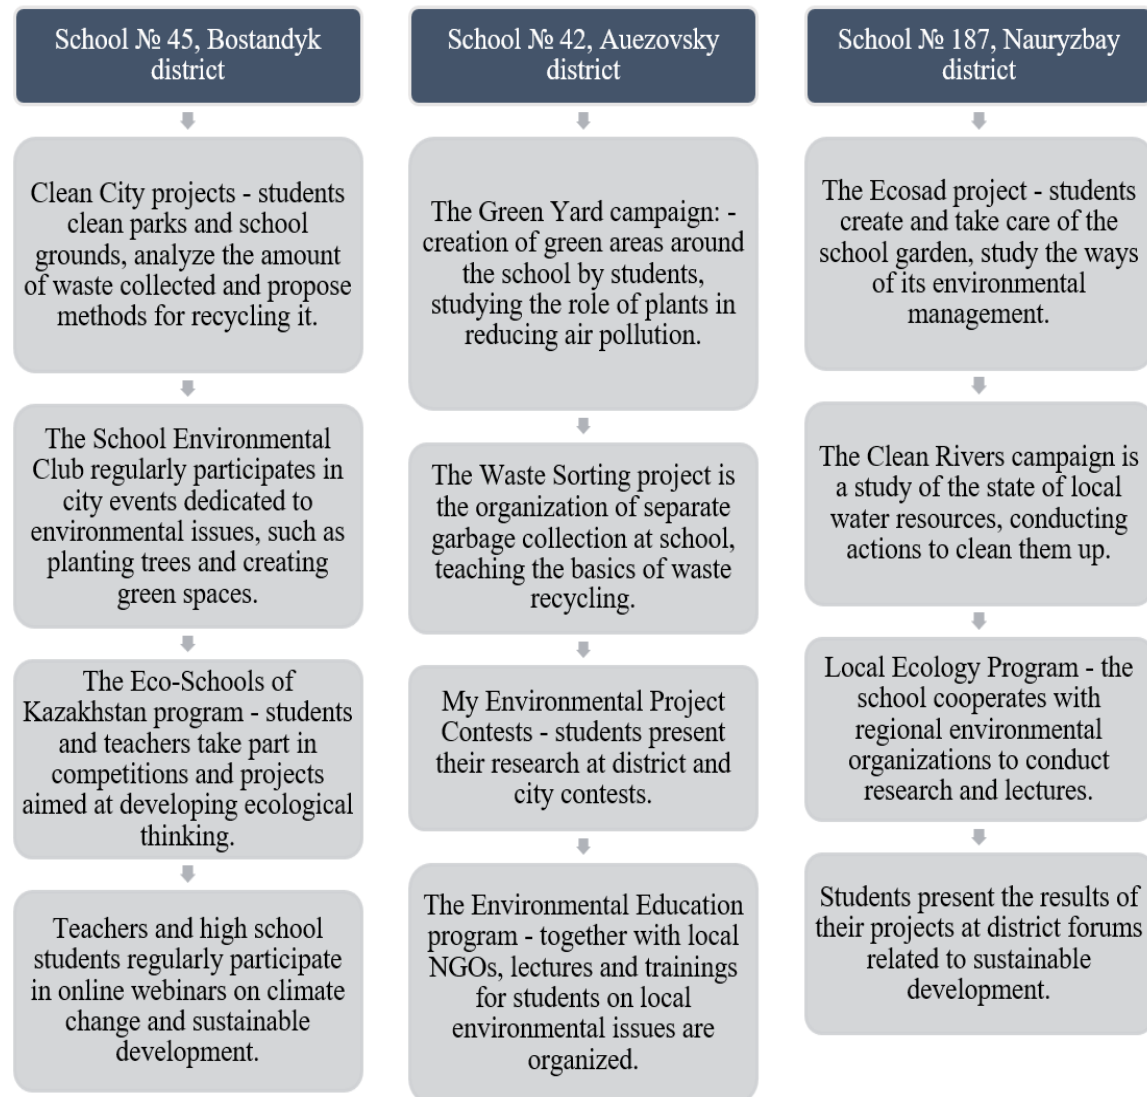 School № 45, Bostandyk
district
Clean City projects - students
clean parks and school
grounds, analyze the amount
of waste collected and propose
methods for recycling it.
The School Environmental
Club regularly participates in
city events dedicated to
environmental issues, such as
planting trees and creating
green spaces.
The Eco-Schools of
Kazakhstan program - students
and teachers take part in
competitions and projects
aimed at developing ecological
thinking.
Teachers and high school
students regularly participate
in online webinars on climate
change and sustainable
development.
School № 42, Auezovsky
district
The Green Yard campaign: -
creation of green areas around
the school by students,
studying the role of plants in
reducing air pollution.
The Waste Sorting project is
the organization of separate
garbage collection at school,
teaching the basics of waste
recycling.
My Environmental Project
Contests - students present
their research at district and
city contests.
The Environmental Education
program - together with local
NGOs, lectures and trainings
for students on local
environmental issues are
organized.
School № 187, Nauryzbay
district
The Ecosad project - students
create and take care of the
school garden, study the ways
of its environmental
management.
The Clean Rivers campaign is
a study of the state of local
water resources, conducting
actions to clean them up.
Local Ecology Program - the
school cooperates with
regional environmental
organizations to conduct
research and lectures.
Students present the results of
their projects at district forums
related to sustainable
development.